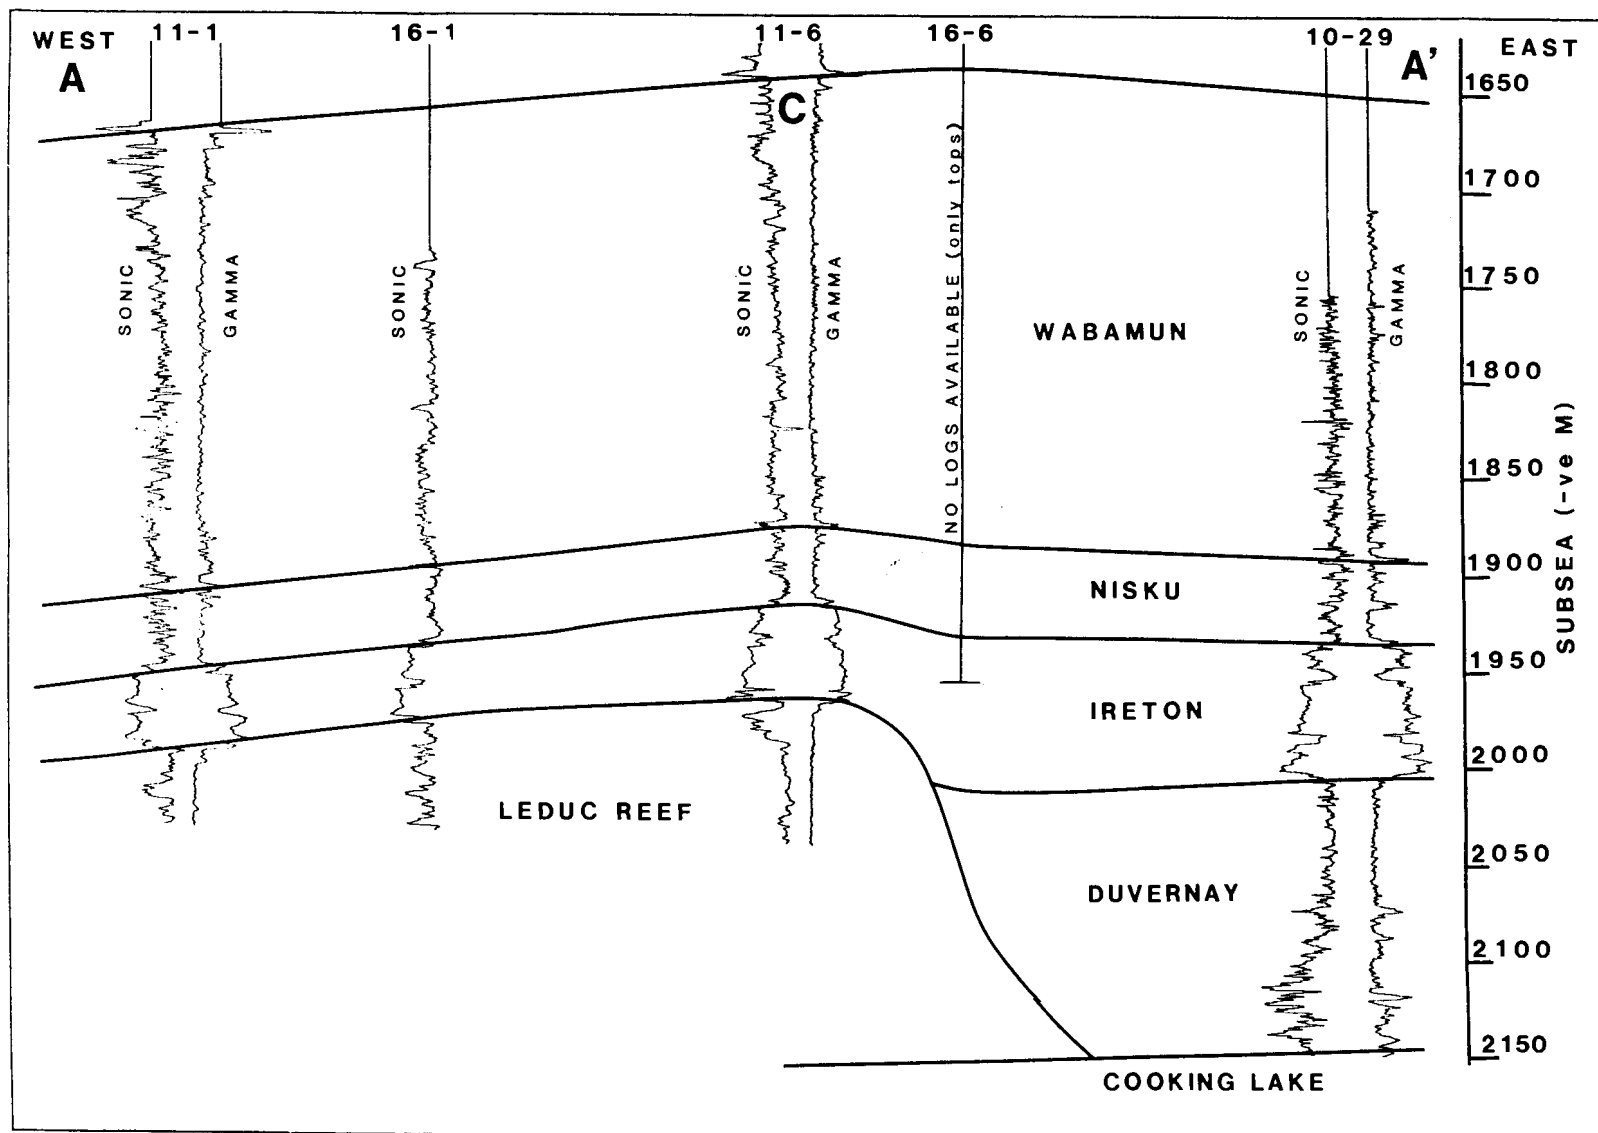 WEST 11-1 16-1 11-6 16-6 10-29 EAST
A A'
C
1650
1700
1750
1800
1850
1900
1950
2000
2050
2100
2150
SUBSEA (-ve M)
SONIC
GAMMA
SONIC
SONIC
GAMMA
NO LOGS AVAILABLE (only tops)
SONIC
GAMMA
WABAMUN
NISKU
IRETON
LEDUC REEF
DUVERNAY
COOKING LAKE